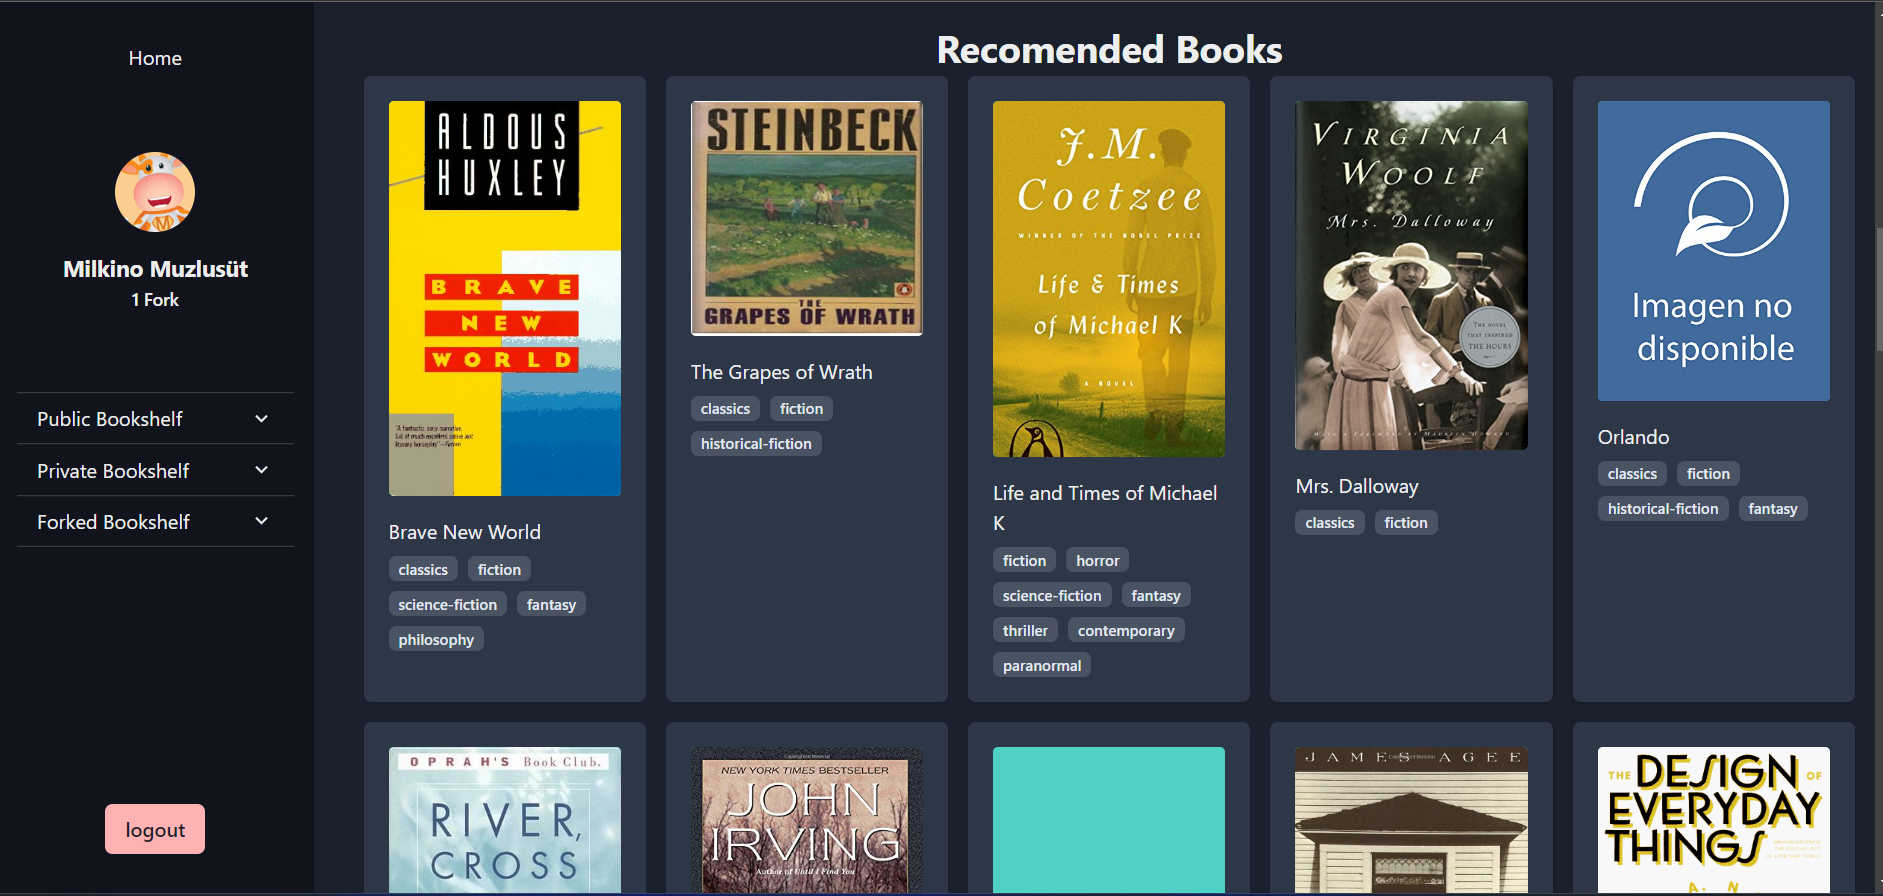 Home
Milkino Muzlusüt
1 Fork
Public Bookshelf
Private Bookshelf
Forked Bookshelf
logout
Recomended Books
ALDOUS
HUXLEY
BRAVE
NEW
WORLD
Brave New World
classics
fiction
science-fiction
fantasy
philosophy
STEINBECK
THE
GRAPES OF WRATH
The Grapes of Wrath
classics
fiction
historical-fiction
J.M.
Coetzee
WINNER OF THE NOBEL PRIZE
Life & Times
of Michael K
A NOVEL
Life and Times of Michael
K
fiction
horror
science-fiction
fantasy
thriller
contemporary
paranormal
VIRGINIA
WOOLF
Mrs. Dalloway
THE NOVEL
THAT INSPIRED
THE HOURS
Mrs. Dalloway
classics
fiction
Imagen no
disponible
Orlando
classics
fiction
historical-fiction
fantasy
OPRAH'S Book Club.
RIVER,
CROSS
NEW YORK TIMES BESTSELLER
JOHN
IRVING
Author of Until I Find You
JAMES AGEE
THE DESIGN OF
EVERYDAY
THINGS